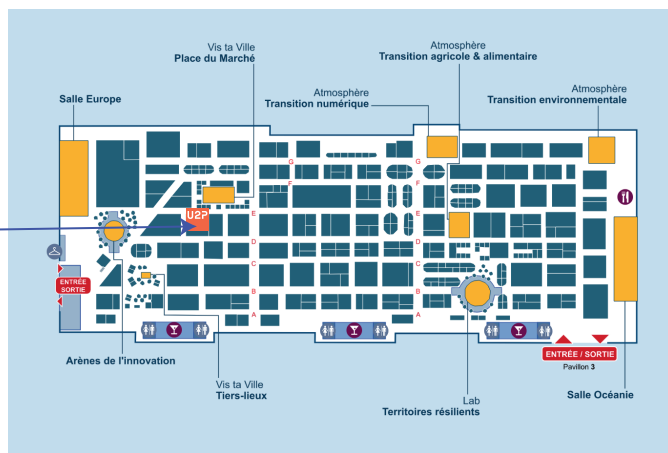 Vis ta Ville
Place du Marché
Atmosphère
Transition agricole & alimentaire
Atmosphère
Transition numérique
Atmosphère
Transition environnementale
Salle Europe
G
G
F
F
U2P
E
E
D
D
C
C
ENTRÉE
SORTIE
B
B
A
A
ENTRÉE / SORTIE
Pavillon 3
Arènes de l'innovation
Vis ta Ville
Tiers-lieux
Lab
Territoires résilients
Salle Océanie